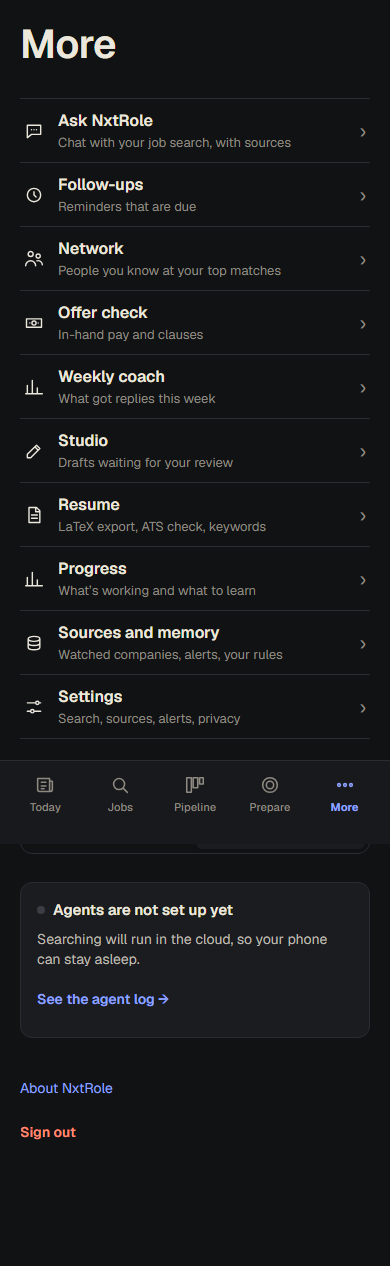 More
Ask NxtRole
Chat with your job search, with sources
Follow-ups
Reminders that are due
Network
People you know at your top matches
Offer check
In-hand pay and clauses
Weekly coach
What got replies this week
Studio
Drafts waiting for your review
Resume
LaTeX export, ATS check, keywords
Progress
What's working and what to learn
Sources and memory
Watched companies, alerts, your rules
Settings
Search, sources, alerts, privacy
Today
Jobs
Pipeline
Prepare
More
Agents are not set up yet
Searching will run in the cloud, so your phone
can stay asleep.
See the agent log →
About NxtRole
Sign out